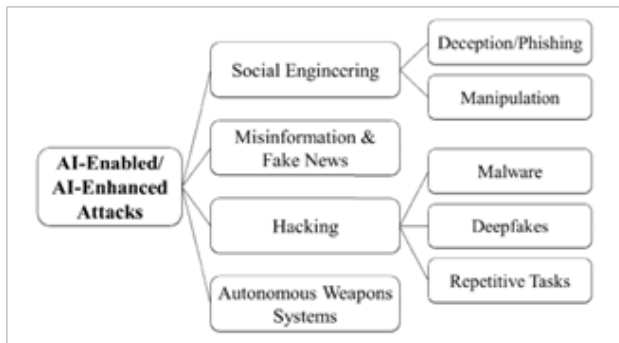 Deception/Phishing
Social Engineering
Manipulation
Misinformation &
Fake News
AI-Enabled/
AI-Enhanced
Attacks
Malware
Hacking
Deepfakes
Repetitive Tasks
Autonomous Weapons
Systems